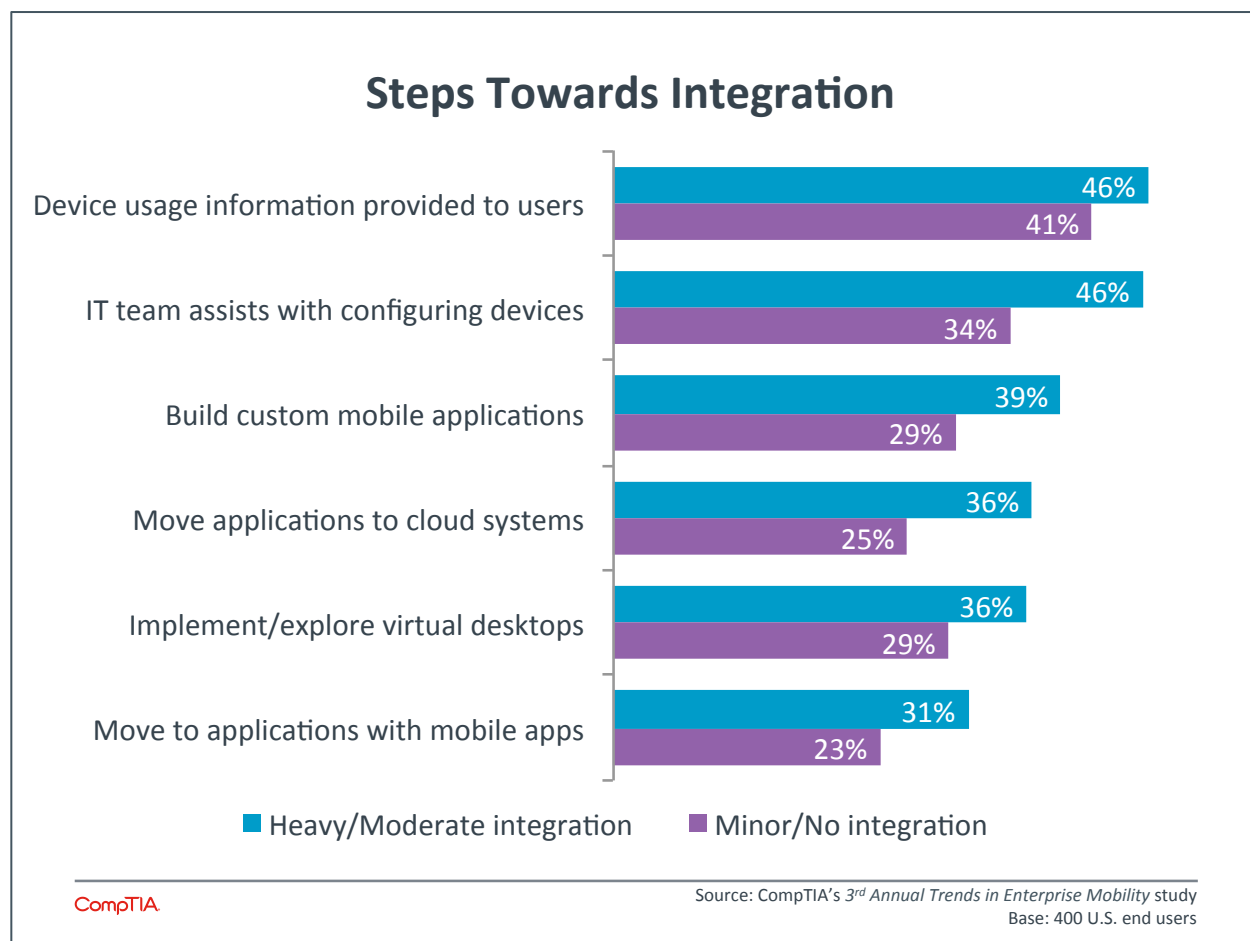 Steps Towards Integration
Device usage information provided to users
46%
41%
IT team assists with configuring devices
46%
34%
Build custom mobile applications
39%
29%
Move applications to cloud systems
36%
25%
Implement/explore virtual desktops
36%
29%
Move to applications with mobile apps
31%
23%
Heavy/Moderate integration
Minor/No integration
CompTIA.
Source: CompTIA's 3rd Annual Trends in Enterprise Mobility study
Base: 400 U.S. end users